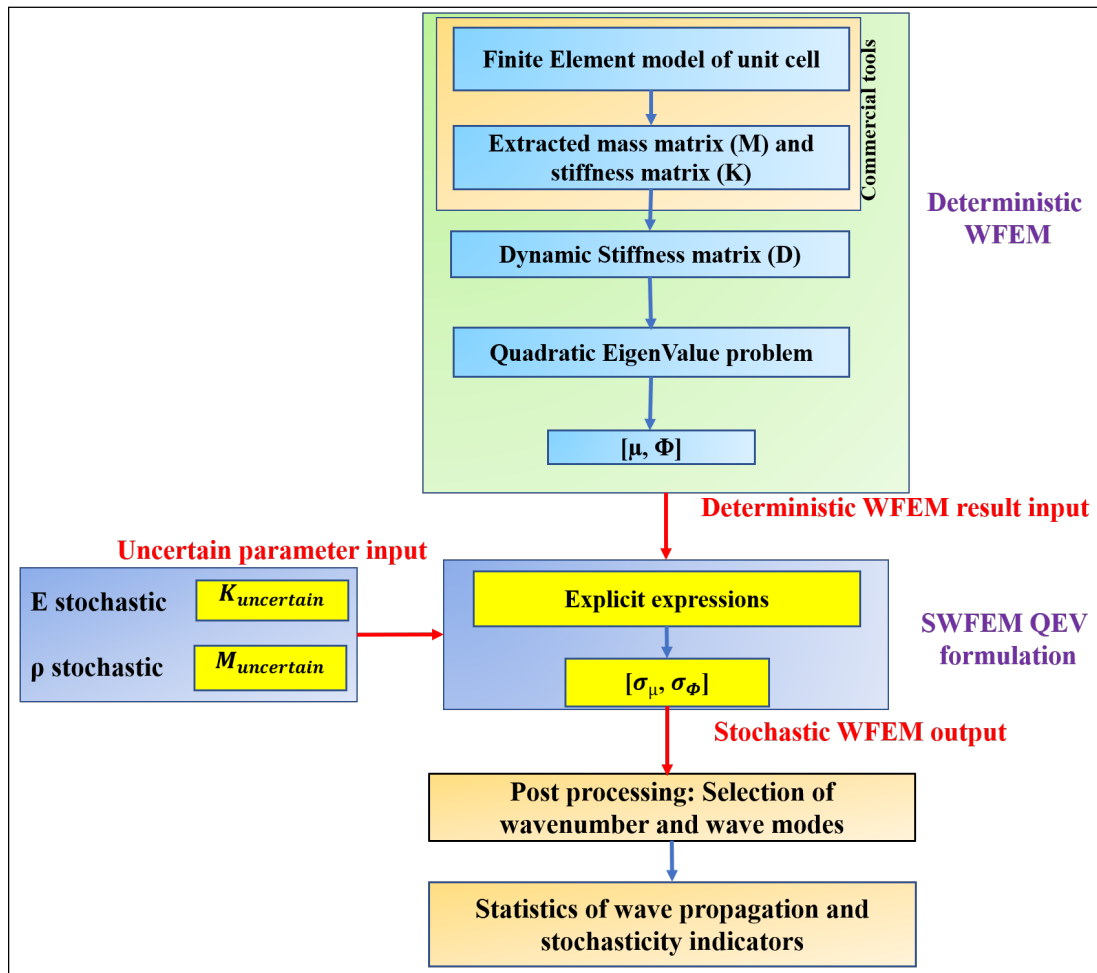 Finite Element model of unit cell
Extracted mass matrix (M) and
stiffness matrix (K)
Commercial tools
Dynamic Stiffness matrix (D)
Deterministic
WFEM
Quadratic EigenValue problem
[μ, Φ]
Deterministic WFEM result input
Uncertain parameter input
E stochastic
K_uncertain
ρ stochastic
M_uncertain
Explicit expressions
[σ_μ, σ_Φ]
SWFEM QEV
formulation
Stochastic WFEM output
Post processing: Selection of
wavenumber and wave modes
Statistics of wave propagation and
stochasticity indicators